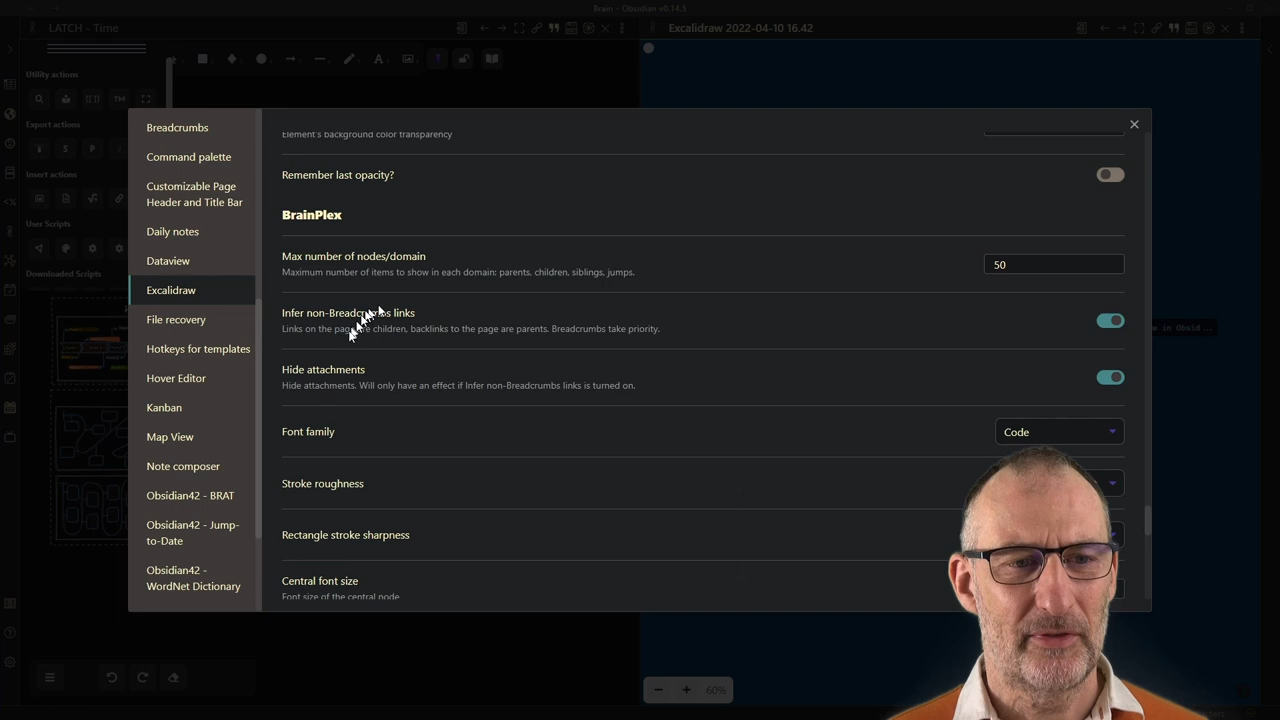 Brain - Obsidian v0.14.5
LATCH - Time
Excalidraw 2022-04-10 16.42
Utility actions
Export actions
Insert actions
User Scripts
Downloaded Scripts
Breadcrumbs
Command palette
Customizable Page
Header and Title Bar
Daily notes
Dataview
Excalidraw
File recovery
Hotkeys for templates
Hover Editor
Kanban
Map View
Note composer
Obsidian42 - BRAT
Obsidian42 - Jump-
to-Date
Obsidian42 -
WordNet Dictionary
Element's background color transparency
Remember last opacity?
BrainPlex
Max number of nodes/domain
Maximum number of items to show in each domain: parents, children, siblings, jumps.
50
Infer non-Breadcrumbs links
Links on the page are children, backlinks to the page are parents. Breadcrumbs take priority.
Hide attachments
Hide attachments. Will only have an effect if Infer non-Breadcrumbs links is turned on.
Font family
Code
Stroke roughness
Rectangle stroke sharpness
Central font size
Font size of the central node
in Obsid ...
60%